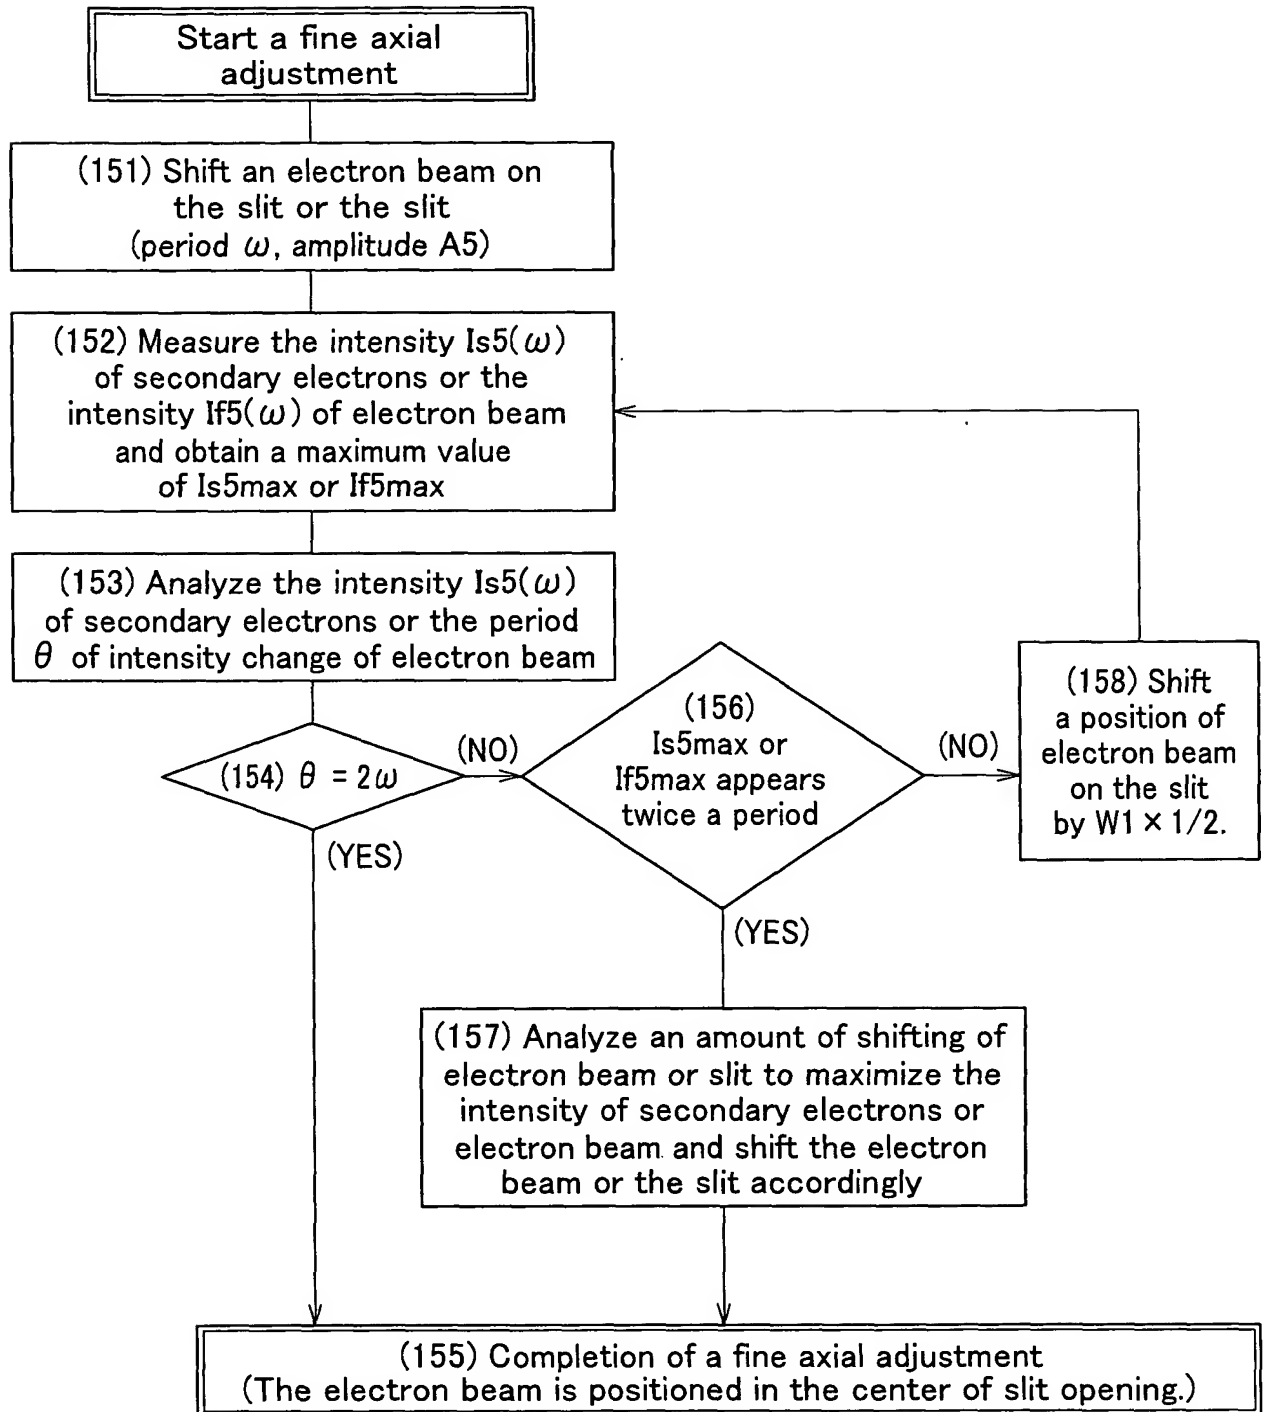 Start a fine axial
adjustment
(151) Shift an electron beam on
the slit or the slit
(period ω, amplitude A5)
(152) Measure the intensity Is5(ω)
of secondary electrons or the
intensity If5(ω) of electron beam
and obtain a maximum value
of Is5max or If5max
(153) Analyze the intensity Is5(ω)
of secondary electrons or the period
θ of intensity change of electron beam
(154) θ = 2ω
(NO)
(YES)
(156)
Is5max or
If5max appears
twice a period
(NO)
(YES)
(158) Shift
a position of
electron beam
on the slit
by W1 × 1/2.
(157) Analyze an amount of shifting of
electron beam or slit to maximize the
intensity of secondary electrons or
electron beam and shift the electron
beam or the slit accordingly
(155) Completion of a fine axial adjustment
(The electron beam is positioned in the center of slit opening.)